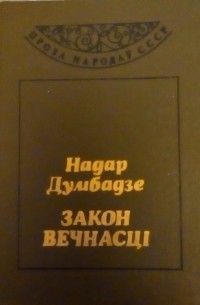 ПРОЗА НАРОДАЎ СССР
Надар
Думбадзе
ЗАКОН
ВЕЧНАСЦІ